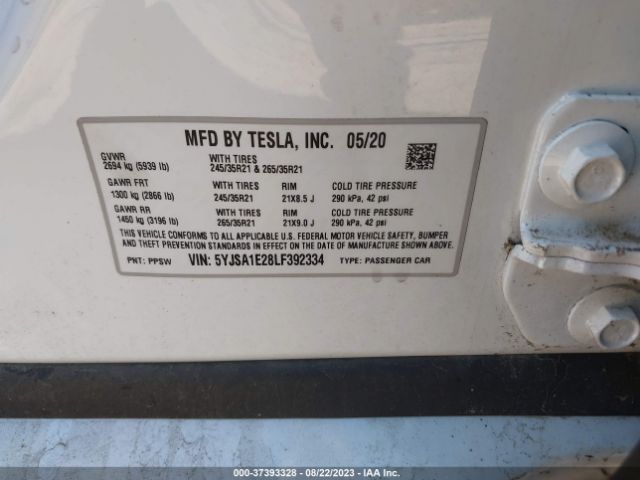 MFD BY TESLA, INC. 05/20
GVWR
2694 kg (5939 lb)
WITH TIRES
245/35R21 & 265/35R21
GAWR FRT
1300 kg (2866 lb)
WITH TIRES
245/35R21
RIM
21X8.5 J
COLD TIRE PRESSURE
290 kPa, 42 psi
GAWR RR
1450 kg (3196 lb)
WITH TIRES
265/35R21
RIM
21X9.0 J
COLD TIRE PRESSURE
290 kPa, 42 psi
THIS VEHICLE CONFORMS TO ALL APPLICABLE U.S. FEDERAL MOTOR VEHICLE SAFETY, BUMPER
AND THEFT PREVENTION STANDARDS IN EFFECT ON THE DATE OF MANUFACTURE SHOWN ABOVE.
PNT: PPSW VIN: 5YJSA1E28LF392334 TYPE: PASSENGER CAR
000-37393328 - 08/22/2023 - IAA Inc.